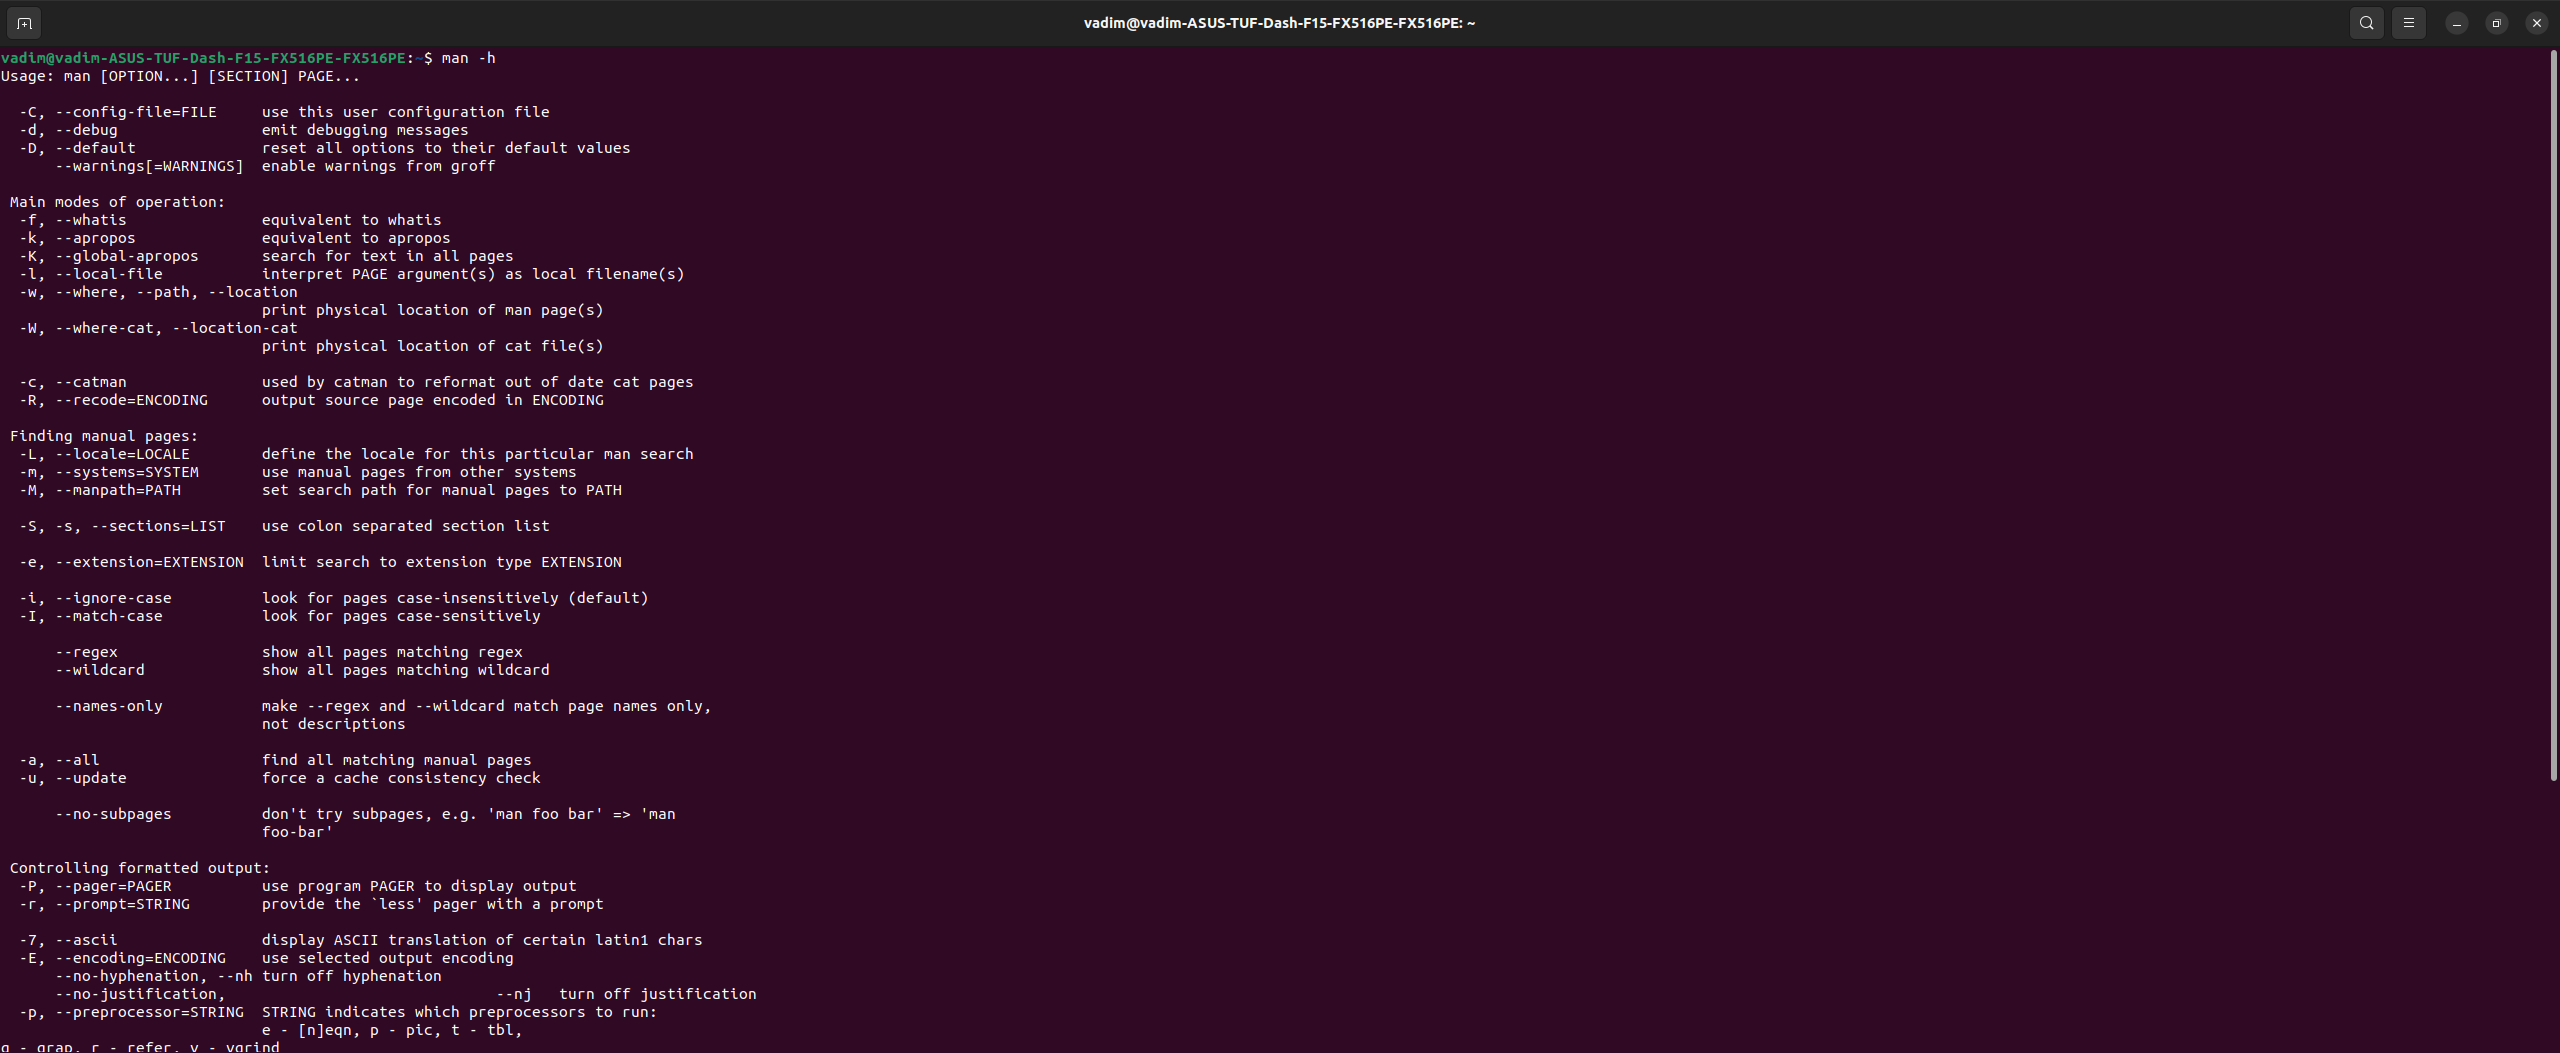 vadim@vadim-ASUS-TUF-Dash-F15-FX516PE-FX516PE: ~
vadim@vadim-ASUS-TUF-Dash-F15-FX516PE-FX516PE:~$ man -h
Usage: man [OPTION...] [SECTION] PAGE...

  -C, --config-file=FILE     use this user configuration file
  -d, --debug                emit debugging messages
  -D, --default              reset all options to their default values
      --warnings[=WARNINGS]  enable warnings from groff

 Main modes of operation:
  -f, --whatis               equivalent to whatis
  -k, --apropos              equivalent to apropos
  -K, --global-apropos       search for text in all pages
  -l, --local-file           interpret PAGE argument(s) as local filename(s)
  -w, --where, --path, --location
                             print physical location of man page(s)
  -W, --where-cat, --location-cat
                             print physical location of cat file(s)

  -c, --catman               used by catman to reformat out of date cat pages
  -R, --recode=ENCODING      output source page encoded in ENCODING

 Finding manual pages:
  -L, --locale=LOCALE        define the locale for this particular man search
  -m, --systems=SYSTEM       use manual pages from other systems
  -M, --manpath=PATH         set search path for manual pages to PATH

  -S, -s, --sections=LIST    use colon separated section list

  -e, --extension=EXTENSION  limit search to extension type EXTENSION

  -i, --ignore-case          look for pages case-insensitively (default)
  -I, --match-case           look for pages case-sensitively

      --regex                show all pages matching regex
      --wildcard             show all pages matching wildcard

      --names-only           make --regex and --wildcard match page names only,
                             not descriptions

  -a, --all                  find all matching manual pages
  -u, --update               force a cache consistency check

      --no-subpages          don't try subpages, e.g. 'man foo bar' => 'man
                             foo-bar'

 Controlling formatted output:
  -P, --pager=PAGER          use program PAGER to display output
  -r, --prompt=STRING        provide the `less' pager with a prompt

  -7, --ascii                display ASCII translation of certain latin1 chars
  -E, --encoding=ENCODING    use selected output encoding
      --no-hyphenation, --nh turn off hyphenation
      --no-justification,                              --nj   turn off justification
  -p, --preprocessor=STRING  STRING indicates which preprocessors to run:
                             e - [n]eqn, p - pic, t - tbl,
g - grap, r - refer, v - vgrind